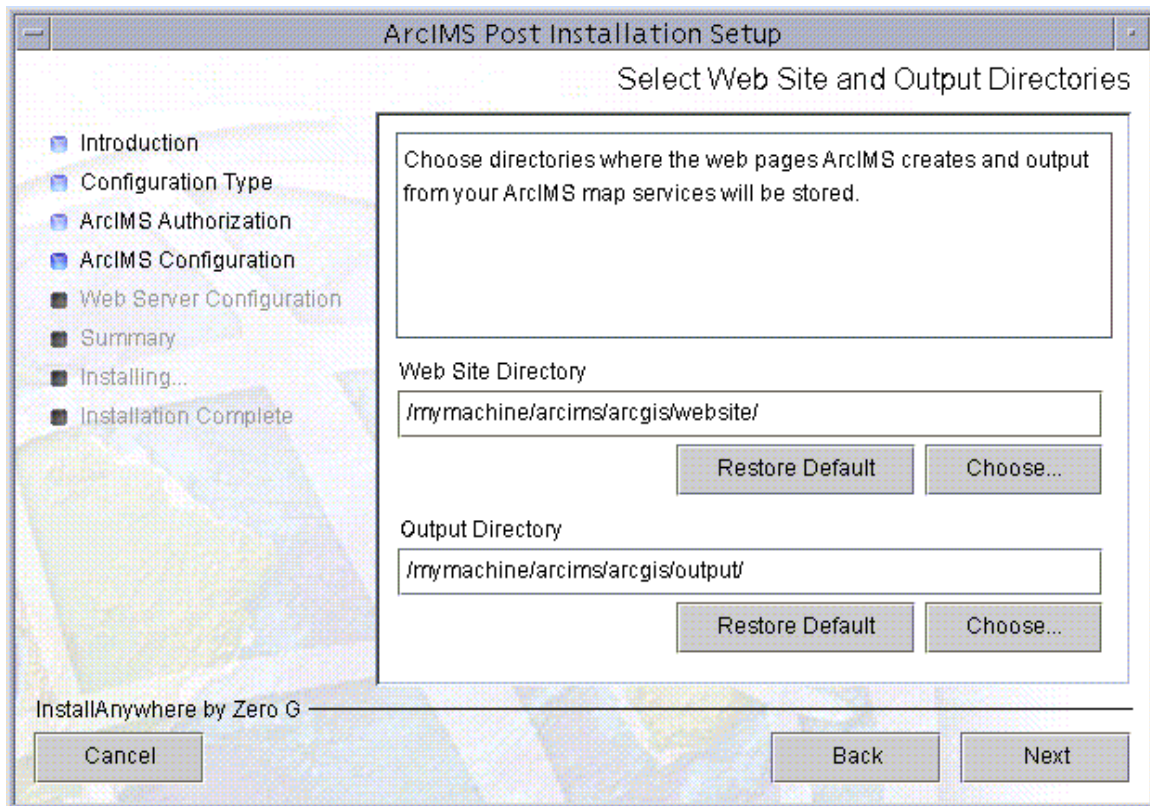 ArcIMS Post Installation Setup
Select Web Site and Output Directories
Introduction
Configuration Type
ArcIMS Authorization
ArcIMS Configuration
Web Server Configuration
Summary
Installing...
Installation Complete
Choose directories where the web pages ArcIMS creates and output
from your ArcIMS map services will be stored.
Web Site Directory
/mymachine/arcims/arcgis/website/
Restore Default
Choose...
Output Directory
/mymachine/arcims/arcgis/output/
Restore Default
Choose...
InstallAnywhere by Zero G
Cancel
Back
Next